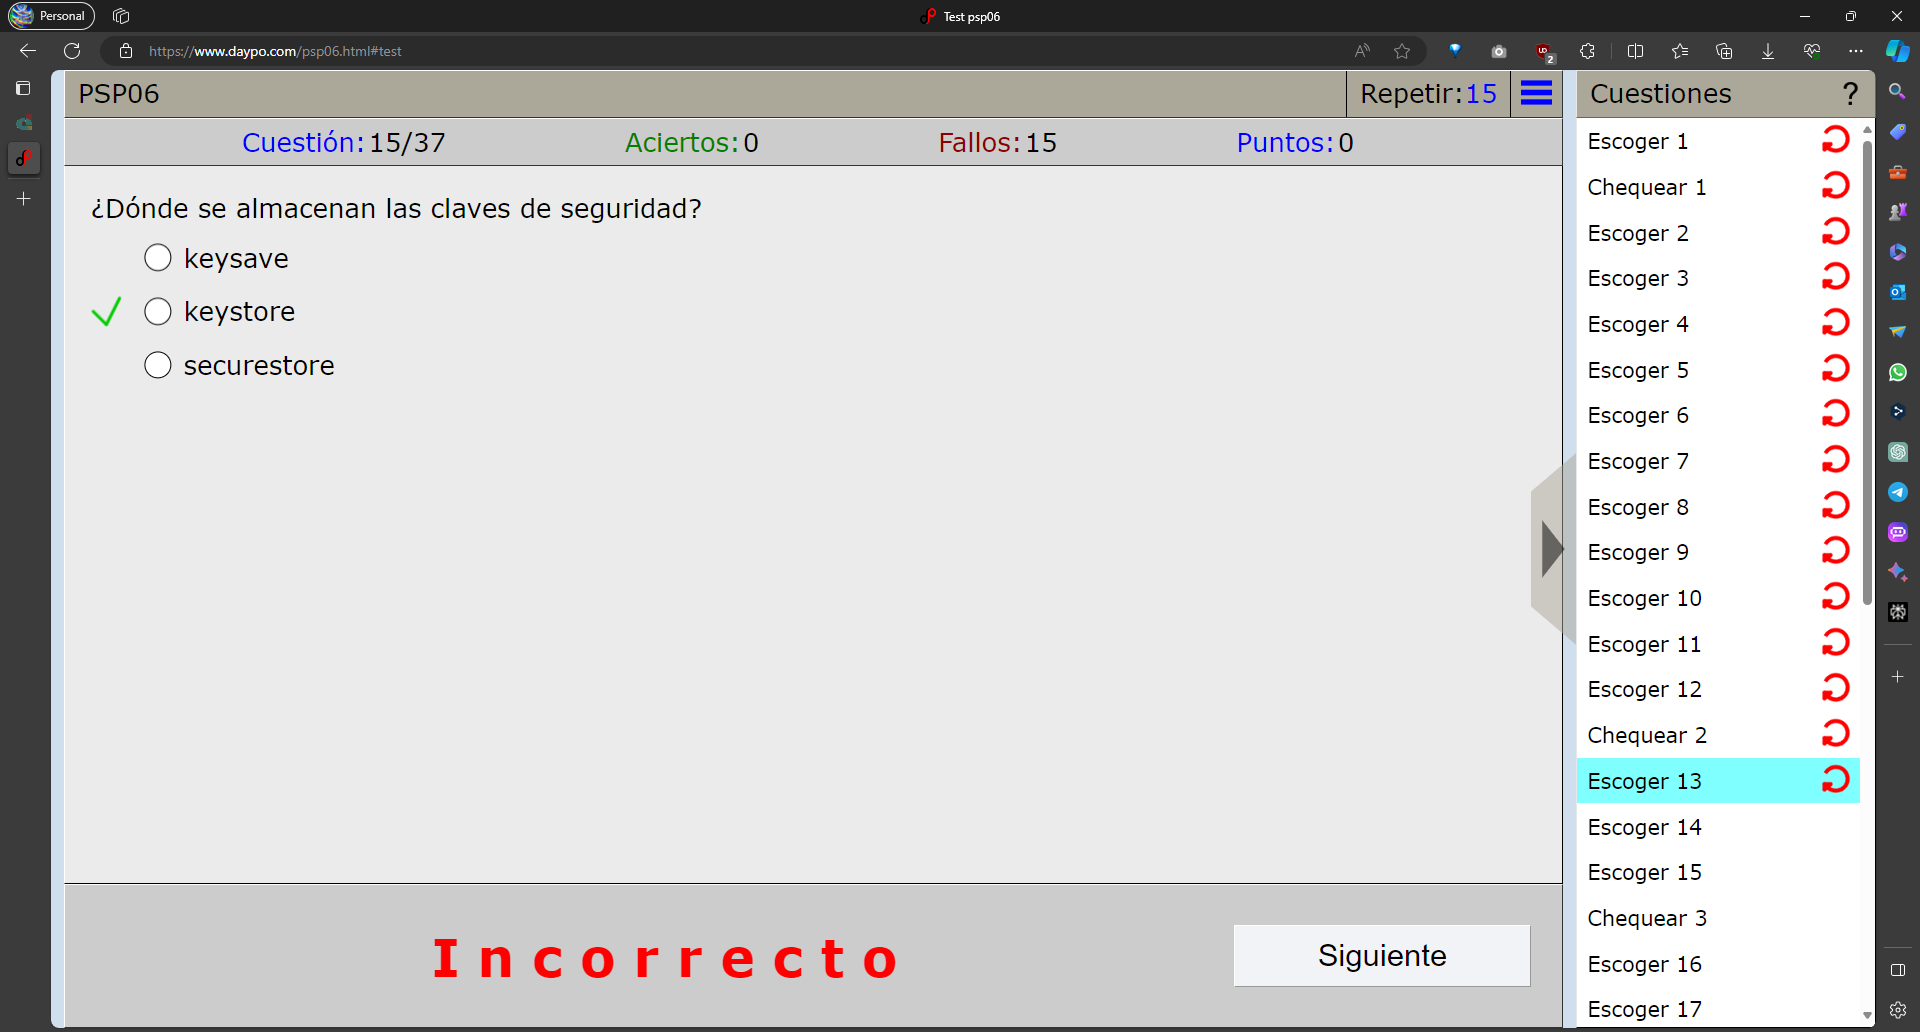 Personal
Test psp06
https://www.daypo.com/psp06.html#test
2
PSP06
Repetir:15
Cuestiones
?
Cuestión:15/37
Aciertos:0
Fallos:15
Puntos:0
¿Dónde se almacenan las claves de seguridad?
keysave
keystore
securestore
Escoger 1
Chequear 1
Escoger 2
Escoger 3
Escoger 4
Escoger 5
Escoger 6
Escoger 7
Escoger 8
Escoger 9
Escoger 10
Escoger 11
Escoger 12
Chequear 2
Escoger 13
Escoger 14
Escoger 15
Chequear 3
Escoger 16
Escoger 17
Incorrecto
Siguiente